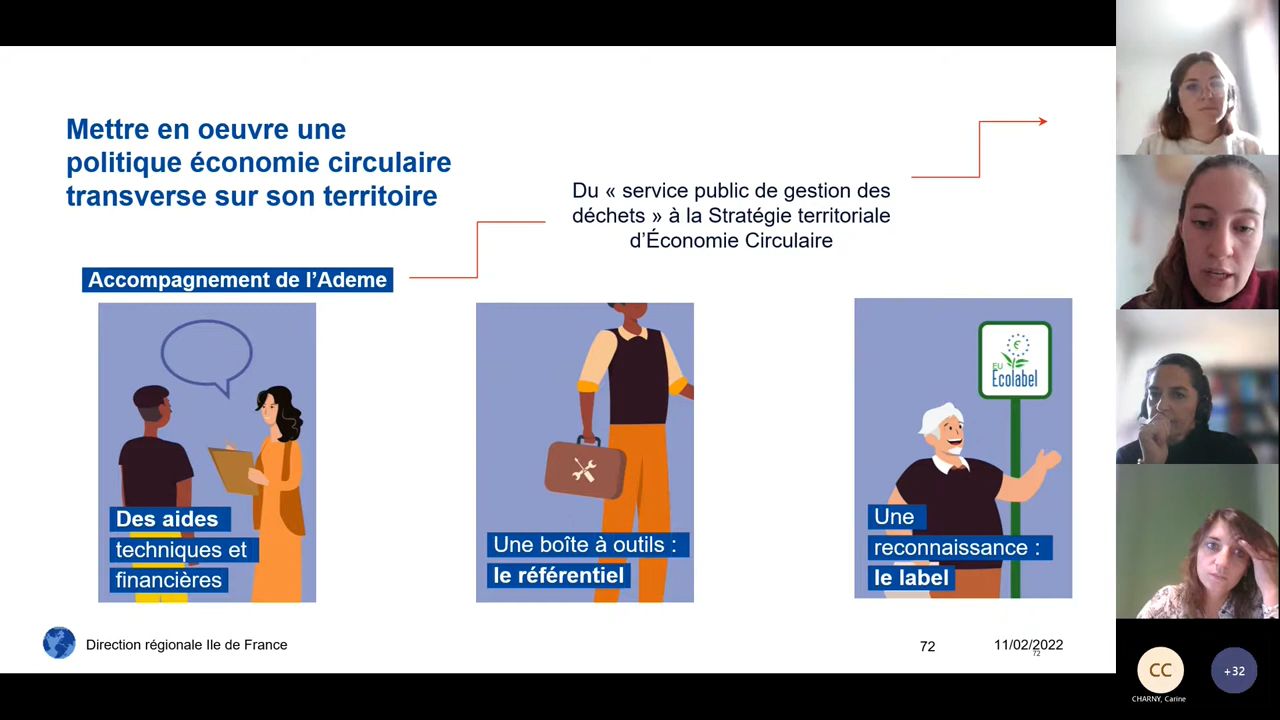 Mettre en oeuvre une
politique économie circulaire
transverse sur son territoire
Du « service public de gestion des
déchets » à la Stratégie territoriale
d'Économie Circulaire
Accompagnement de l'Ademe
Des aides
techniques et
financières
Une boîte à outils :
le référentiel
€
EU
Ecolabel
Une
reconnaissance :
le label
Direction régionale Ile de France
72
11/02/2022
72
CC
CHARNY, Carine
+32